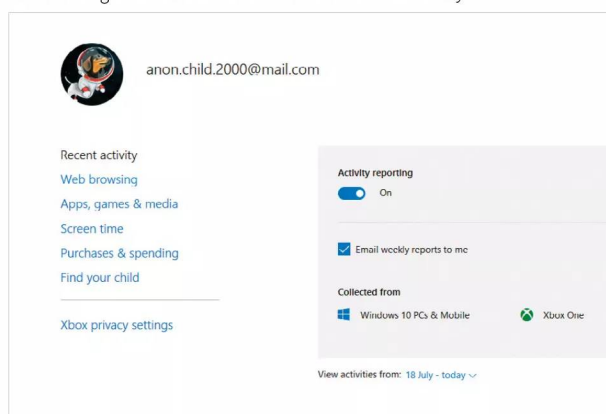 anon.child.2000@mail.com
Recent activity
Web browsing
Apps, games & media
Screen time
Purchases & spending
Find your child
Xbox privacy settings
Activity reporting
On
Email weekly reports to me
Collected from
Windows 10 PCs & Mobile
Xbox One
View activities from: 18 July - today